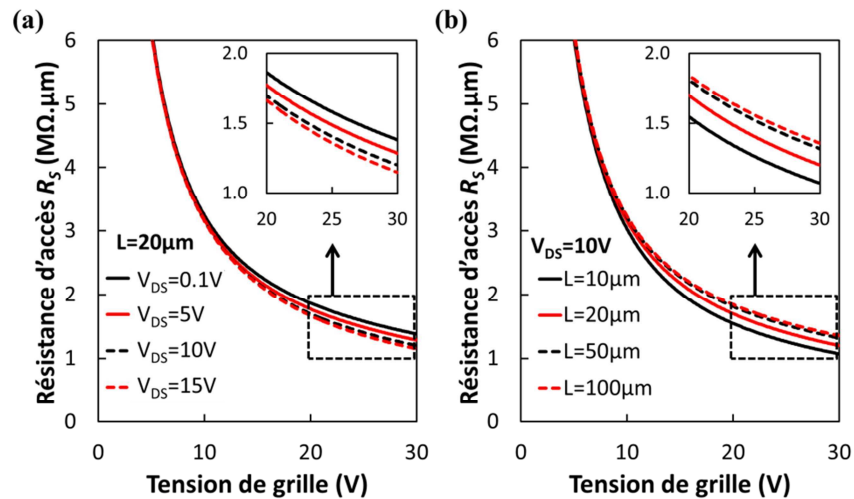 (a)
Résistance d'accès R_S (MΩ.µm)
6
5
4
3
2
1
0
0
10
20
30
Tension de grille (V)
2.0
1.5
1.0
20
25
30
L=20µm
V_DS=0.1V
V_DS=5V
V_DS=10V
V_DS=15V
(b)
Résistance d'accès R_S (MΩ.µm)
6
5
4
3
2
1
0
0
10
20
30
Tension de grille (V)
2.0
1.5
1.0
20
25
30
V_DS=10V
L=10µm
L=20µm
L=50µm
L=100µm